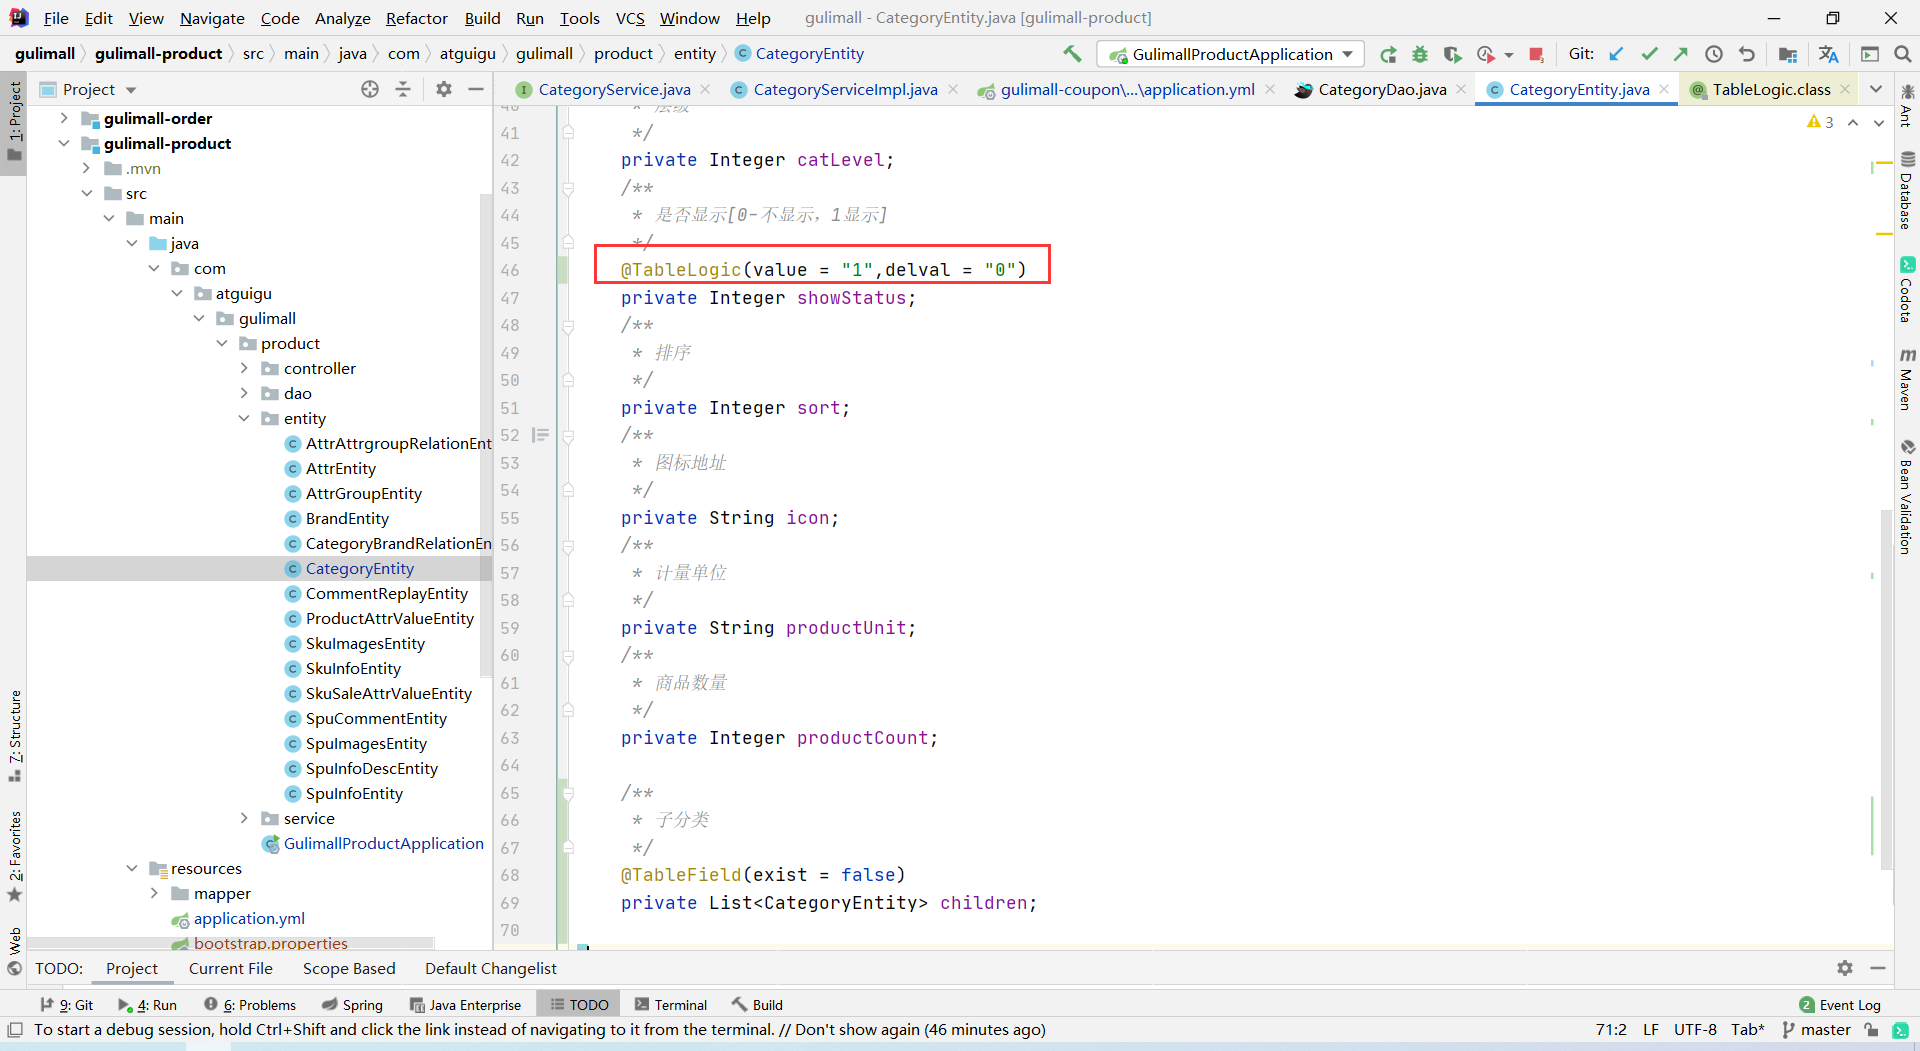 File Edit View Navigate Code Analyze Refactor Build Run Tools VCS Window Help gulimall - CategoryEntity.java [gulimall-product]
gulimall gulimall-product src main java com atguigu gulimall product entity CategoryEntity GulimallProductApplication Git:
Project CategoryService.java CategoryServiceImpl.java gulimall-coupon\...\application.yml CategoryDao.java CategoryEntity.java TableLogic.class
1: Project
7: Structure
2: Favorites
Web
gulimall-order
gulimall-product
.mvn
src
main
java
com
atguigu
gulimall
product
controller
dao
entity
AttrAttrgroupRelationEnt
AttrEntity
AttrGroupEntity
BrandEntity
CategoryBrandRelationEn
CategoryEntity
CommentReplayEntity
ProductAttrValueEntity
SkuImagesEntity
SkuInfoEntity
SkuSaleAttrValueEntity
SpuCommentEntity
SpuImagesEntity
SpuInfoDescEntity
SpuInfoEntity
service
GulimallProductApplication
resources
mapper
application.yml
bootstrap.properties
40 * 层级
41 */
42 private Integer catLevel;
43 /**
44 * 是否显示[0-不显示，1显示]
45 */
46 @TableLogic(value = "1",delval = "0")
47 private Integer showStatus;
48 /**
49 * 排序
50 */
51 private Integer sort;
52 /**
53 * 图标地址
54 */
55 private String icon;
56 /**
57 * 计量单位
58 */
59 private String productUnit;
60 /**
61 * 商品数量
62 */
63 private Integer productCount;
64
65 /**
66 * 子分类
67 */
68 @TableField(exist = false)
69 private List<CategoryEntity> children;
70
3
Ant
Database
Codota
m Maven
Bean Validation
TODO: Project Current File Scope Based Default Changelist
9: Git 4: Run 6: Problems Spring Java Enterprise TODO Terminal Build 2 Event Log
To start a debug session, hold Ctrl+Shift and click the link instead of navigating to it from the terminal. // Don't show again (46 minutes ago) 71:2 LF UTF-8 Tab* master